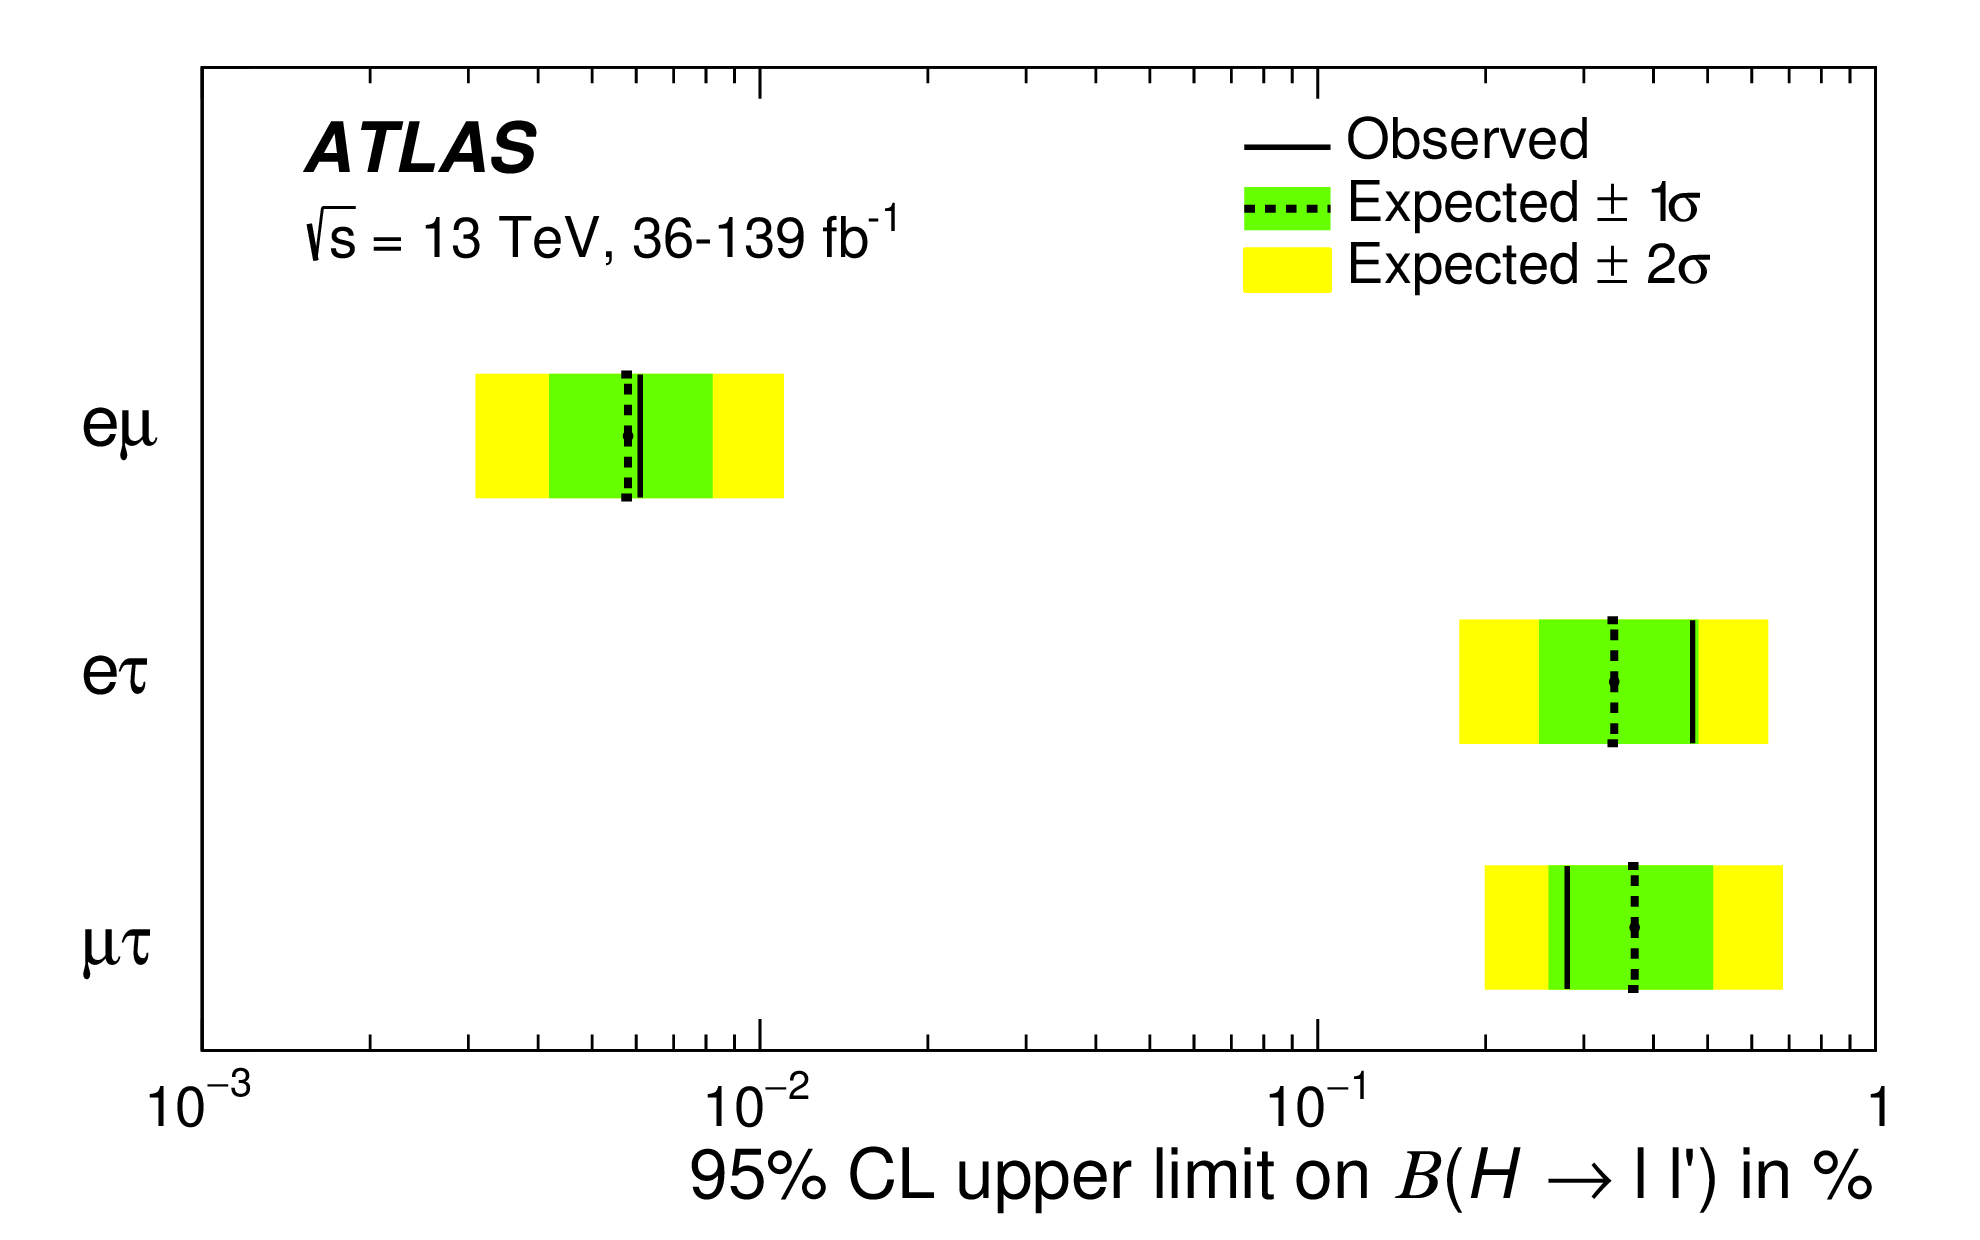 ATLAS
√s = 13 TeV, 36-139 fb⁻¹
Observed
Expected ± 1σ
Expected ± 2σ
eμ
eτ
μτ
10⁻³ 10⁻² 10⁻¹ 1
95% CL upper limit on B(H → l l') in %